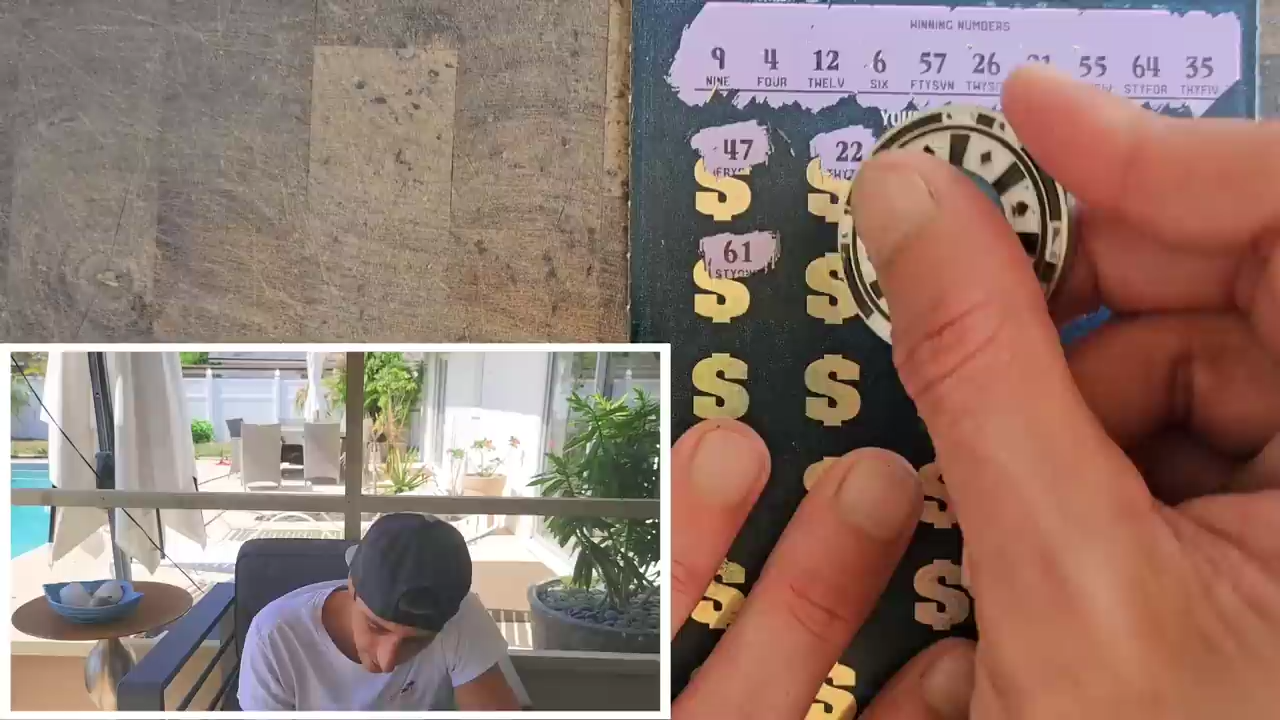 WINNING NUMBERS
9 4 12 6 57 26 55 64 35
NINE FOUR TWELV SIX FTYSVN STYFOR THYFIV
47 22
61
$ $
$ $
$ $
$
$ $
$